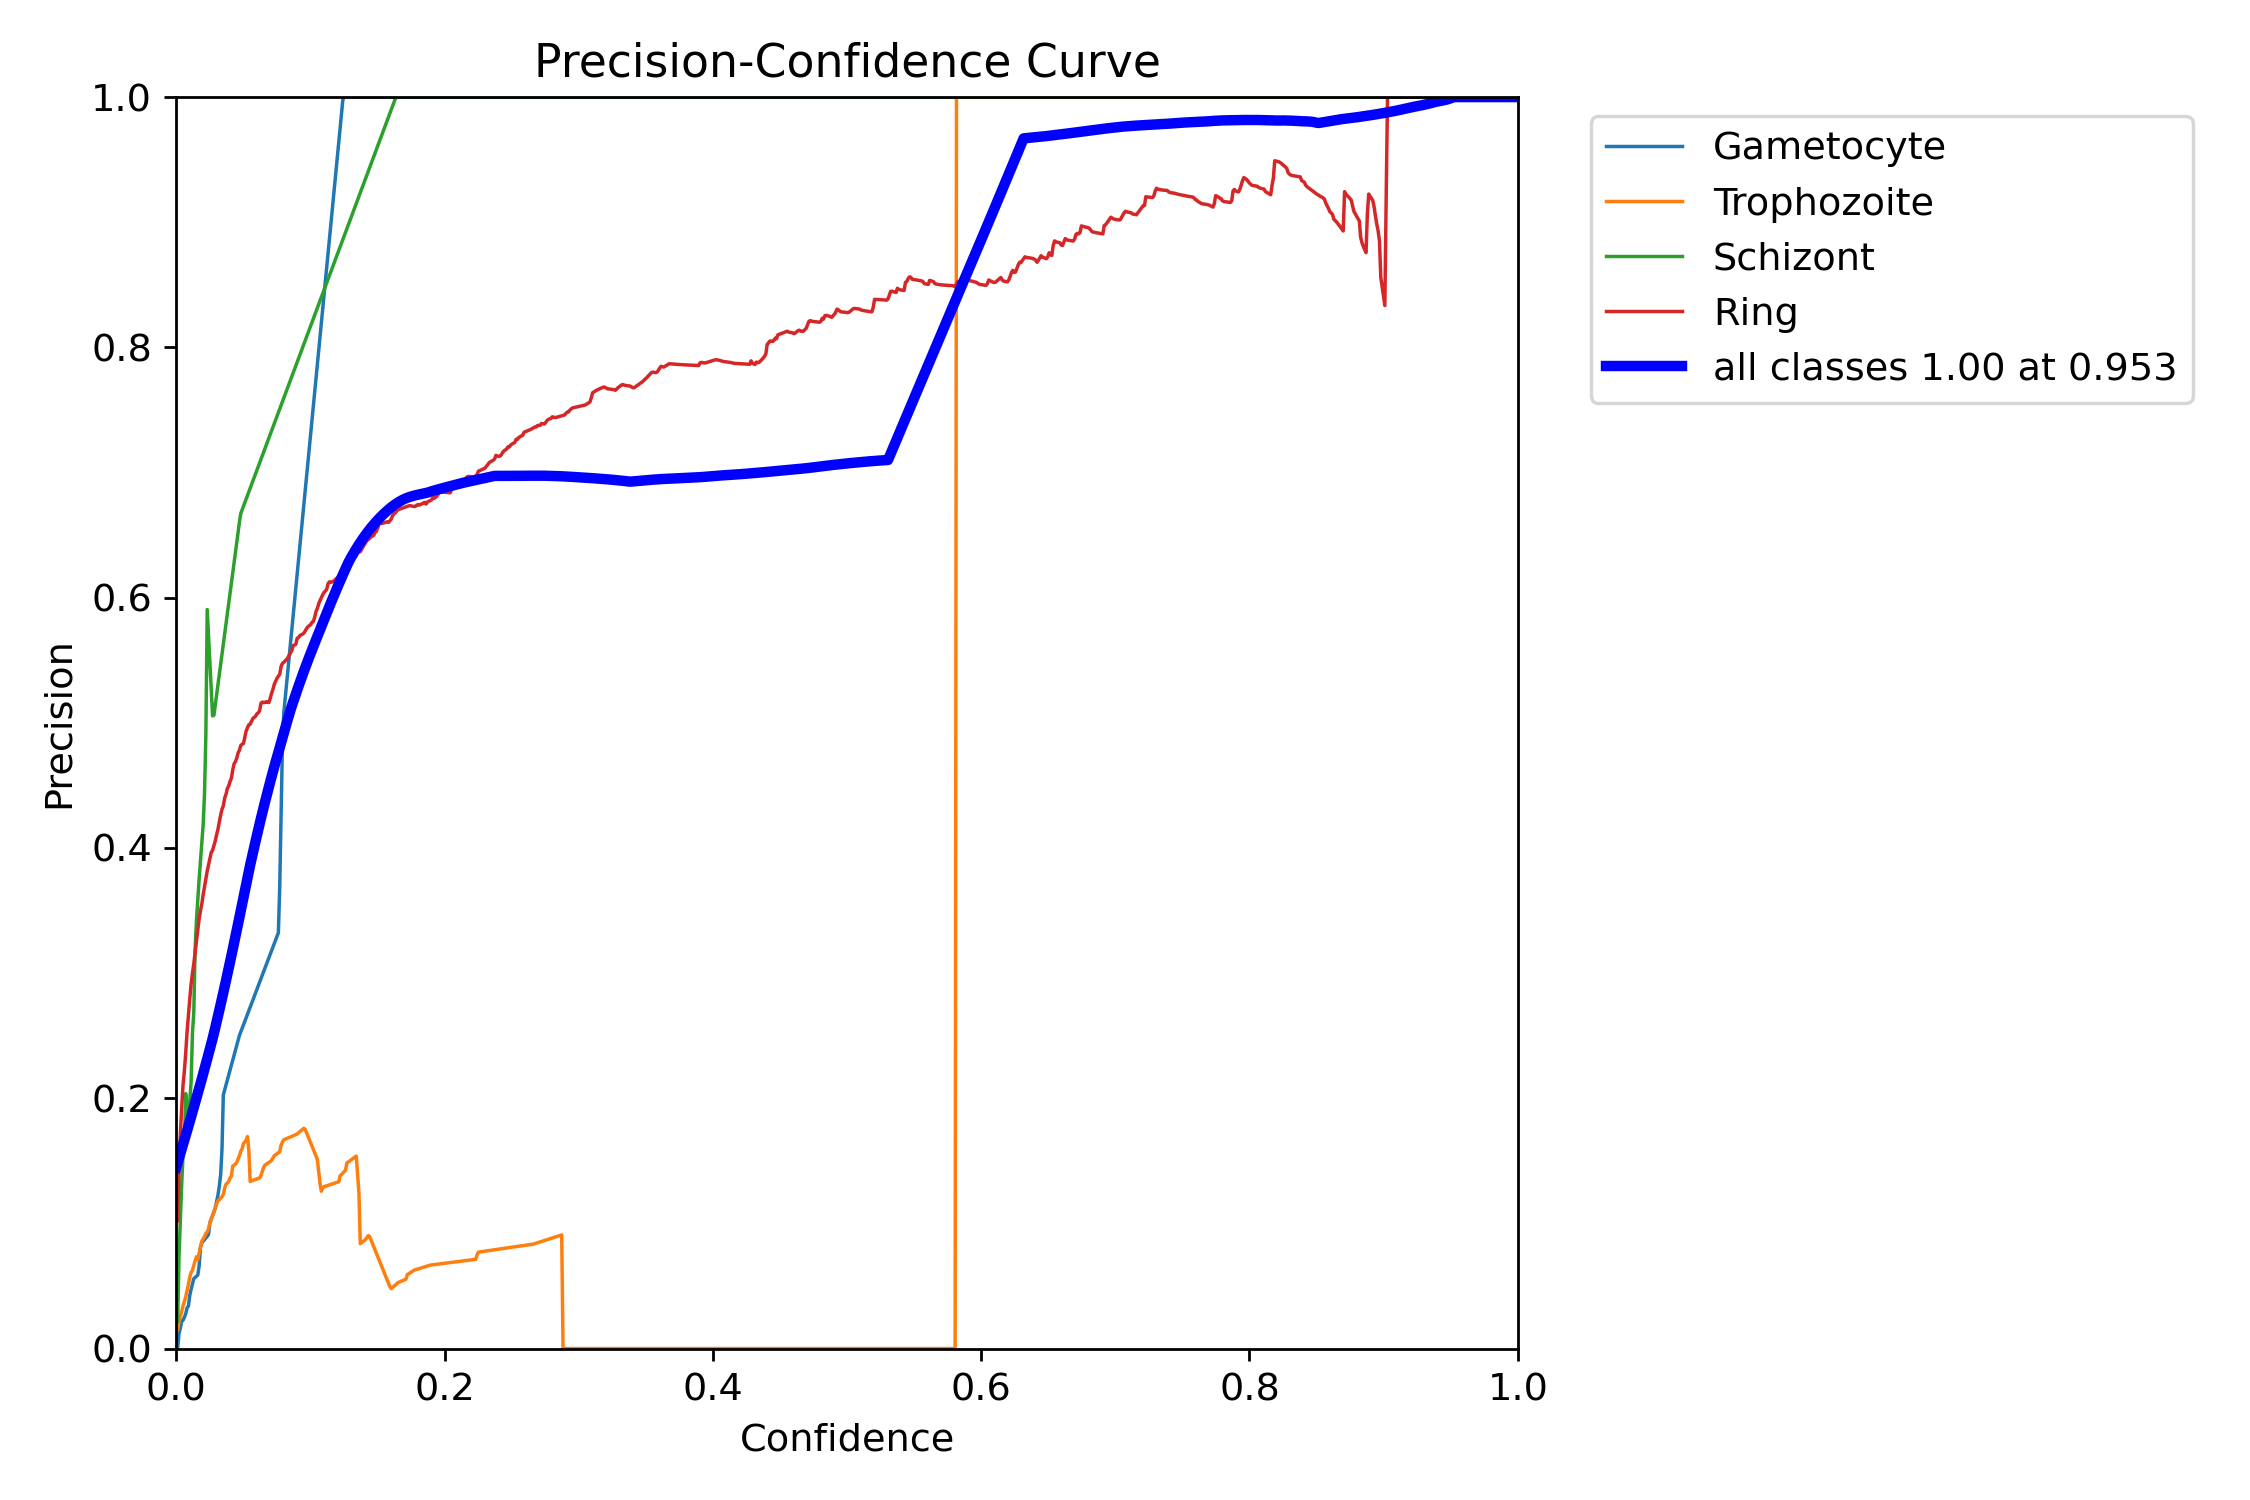 Precision-Confidence Curve
1.0
0.8
0.6
0.4
0.2
0.0
Precision
0.0 0.2 0.4 0.6 0.8 1.0
Confidence
Gametocyte
Trophozoite
Schizont
Ring
all classes 1.00 at 0.953